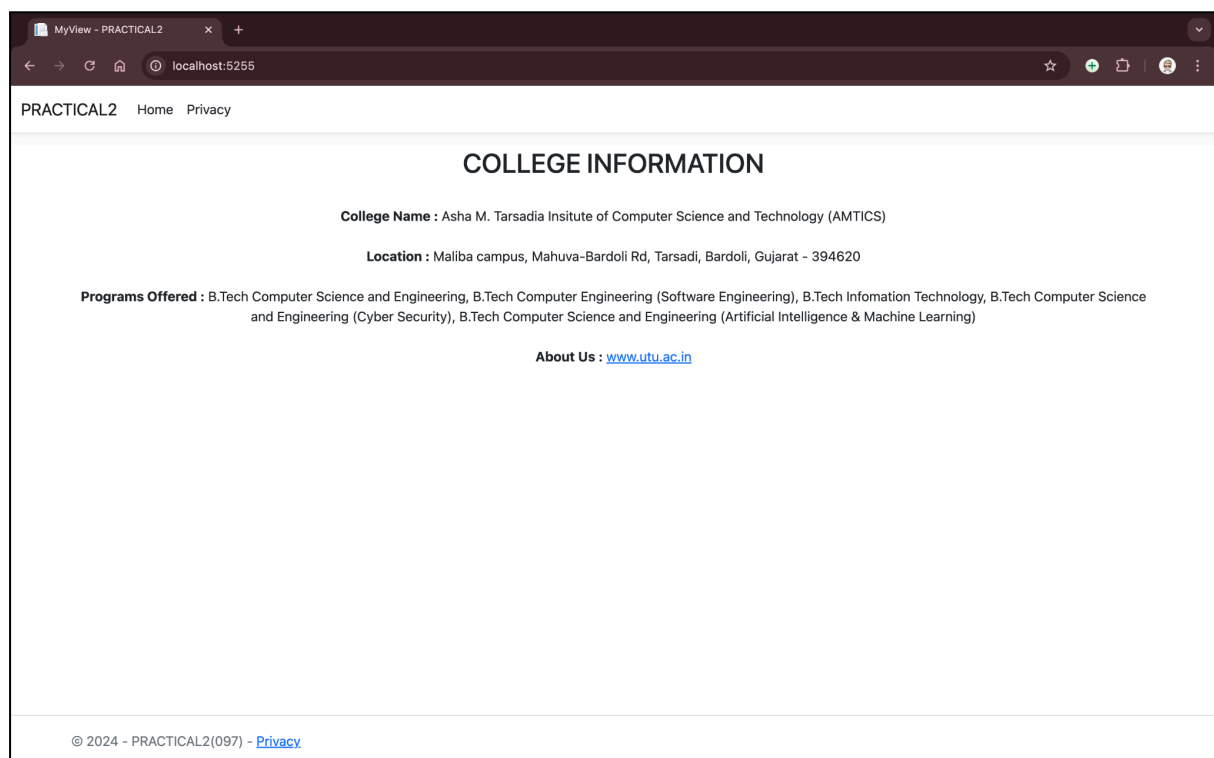 MyView - PRACTICAL2
localhost:5255
PRACTICAL2 Home Privacy
COLLEGE INFORMATION
College Name : Asha M. Tarsadia Insitute of Computer Science and Technology (AMTICS)
Location : Maliba campus, Mahuva-Bardoli Rd, Tarsadi, Bardoli, Gujarat - 394620
Programs Offered : B.Tech Computer Science and Engineering, B.Tech Computer Engineering (Software Engineering), B.Tech Infomation Technology, B.Tech Computer Science
and Engineering (Cyber Security), B.Tech Computer Science and Engineering (Artificial Intelligence & Machine Learning)
About Us : www.utu.ac.in
© 2024 - PRACTICAL2(097) - Privacy